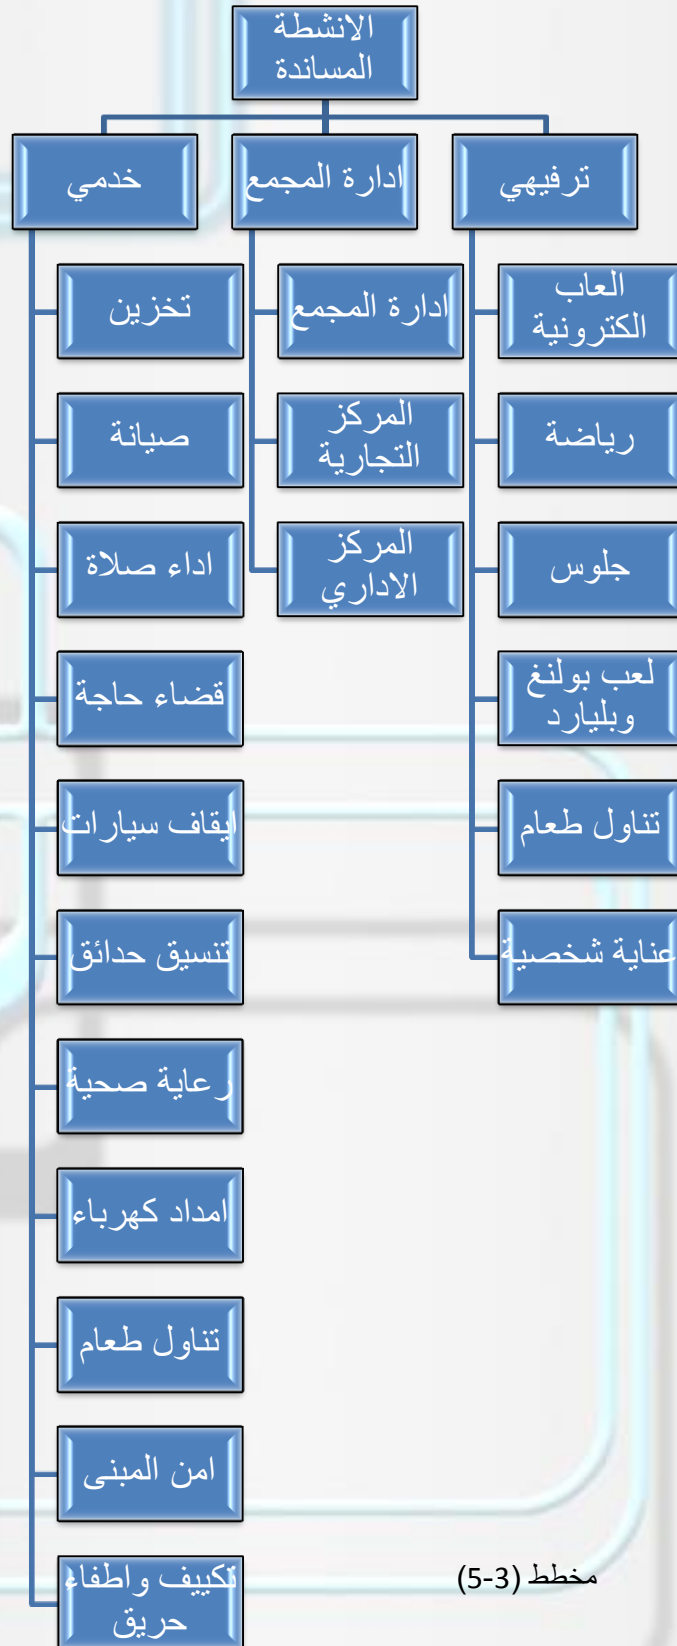 الانشطة
المساندة
ترفيهي
ادارة المجمع
خدمي
العاب
الكترونية
رياضة
جلوس
لعب بولنغ
وبليارد
تناول طعام
عناية شخصية
ادارة المجمع
المركز
التجارية
المركز
الاداري
تخزين
صيانة
اداء صلاة
قضاء حاجة
ايقاف سيارات
تنسيق حدائق
رعاية صحية
امداد كهرباء
تناول طعام
امن المبنى
تكييف واطفاء
حريق
مخطط (3-5)